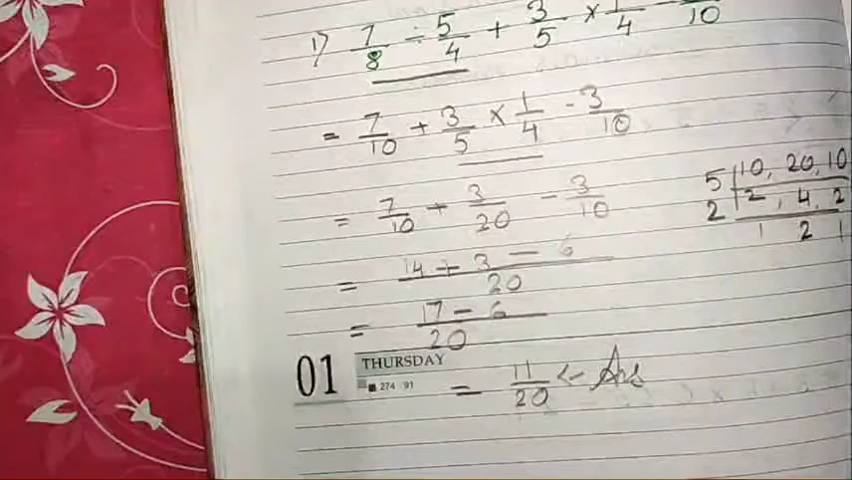 1) 7/8 ÷ 5/4 + 3/5 × 1/4 - 3/10
= 7/10 + 3/5 × 1/4 - 3/10
= 7/10 + 3/20 - 3/10
5 | 10, 20, 10
2 | 2, 4, 2
1 2 1
= 14 + 3 - 6 / 20
= 17 - 6 / 20
01 THURSDAY
274 91
= 11/20 ← Ans